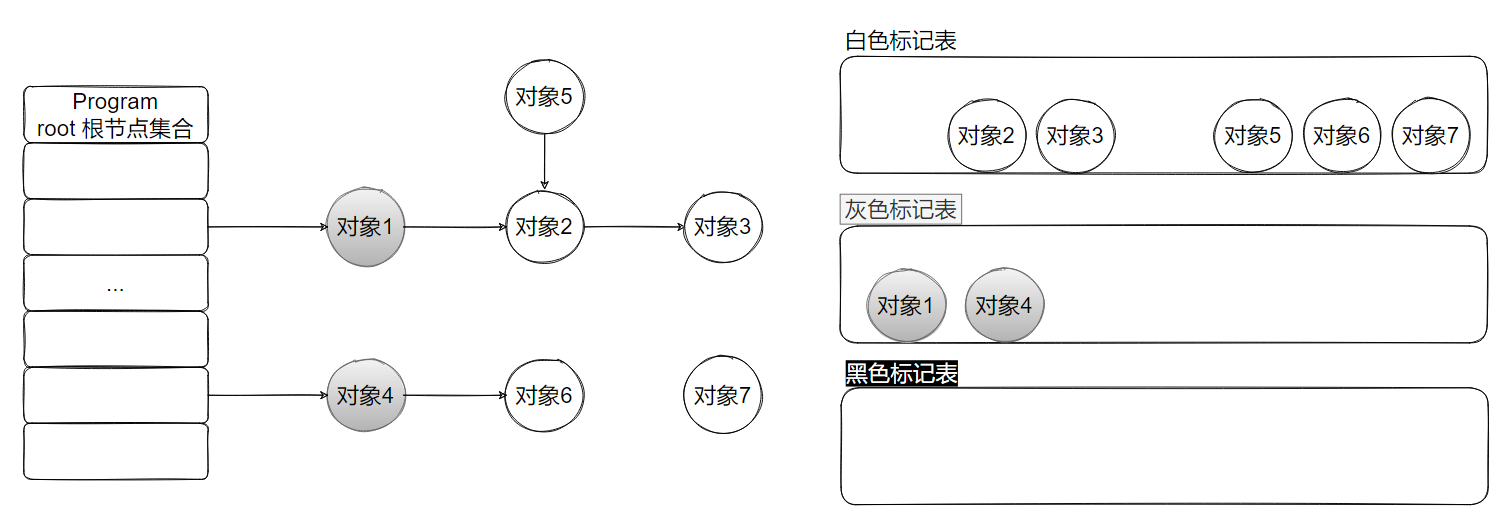 Program
root 根节点集合
...
对象5
对象1
对象2
对象3
对象4
对象6
对象7
白色标记表
对象2
对象3
对象5
对象6
对象7
灰色标记表
对象1
对象4
黑色标记表